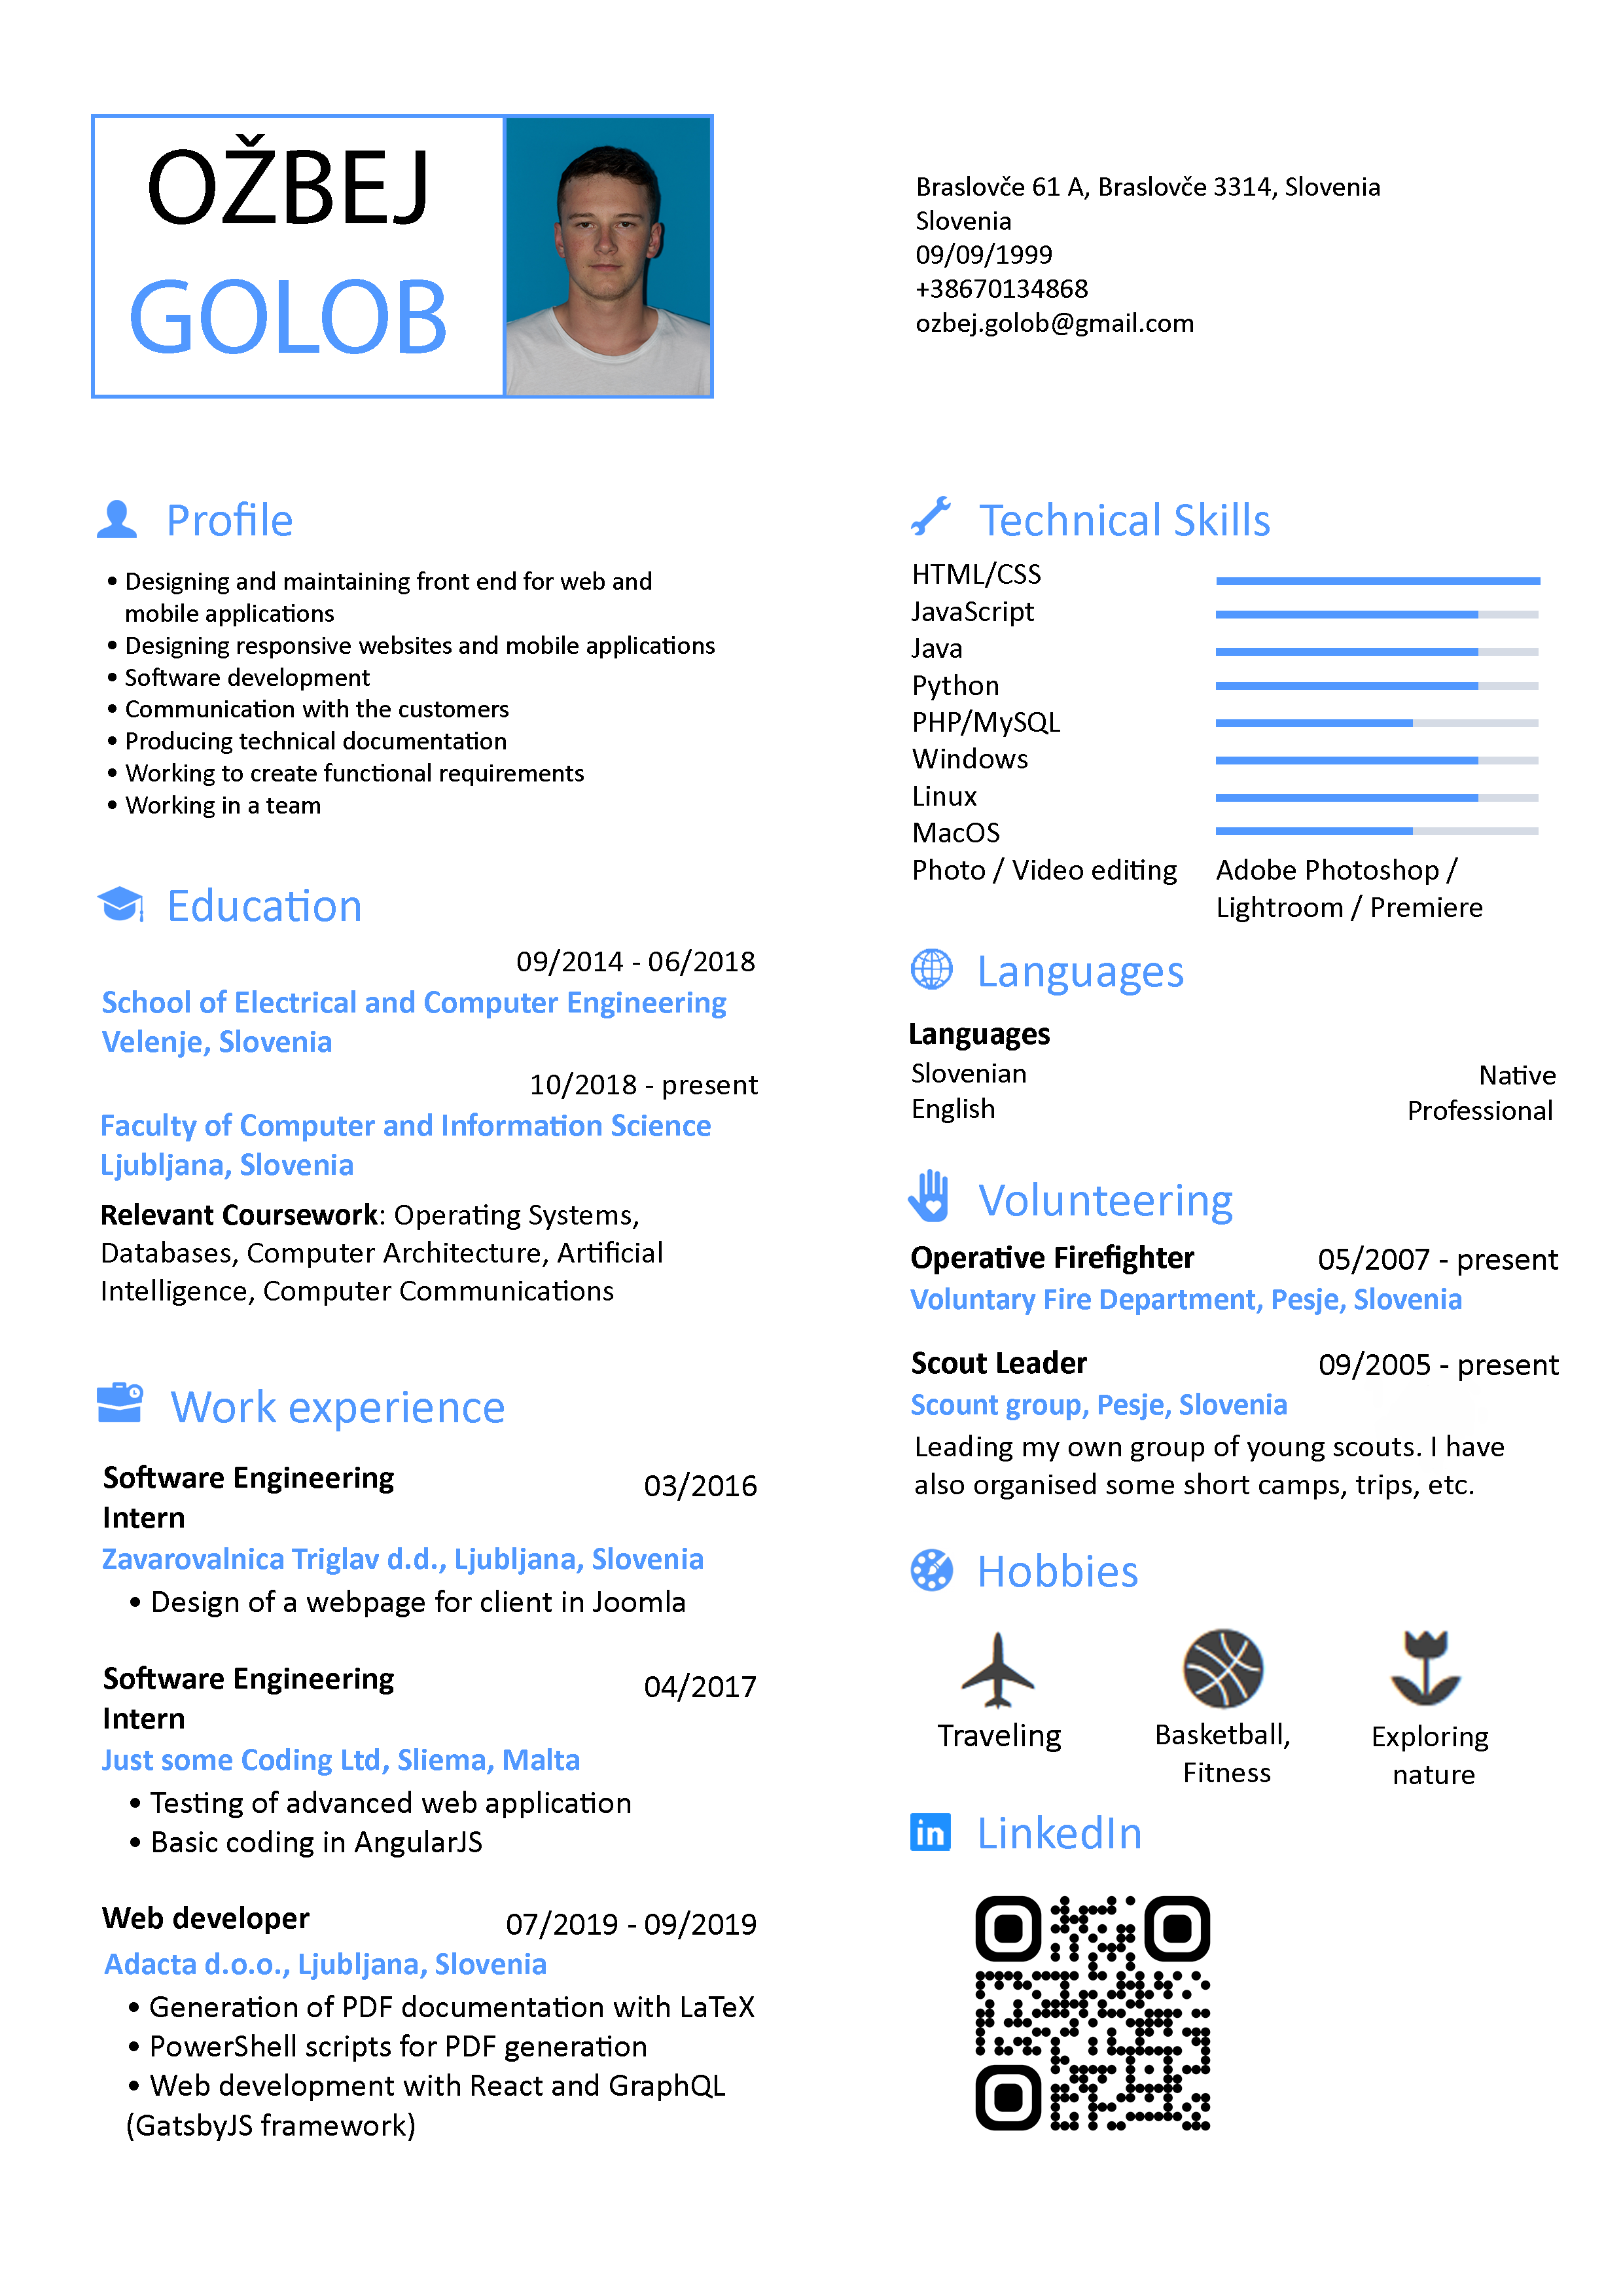 OŽBEJ
GOLOB
Braslovče 61 A, Braslovče 3314, Slovenia
Slovenia
09/09/1999
+38670134868
ozbej.golob@gmail.com
Profile
• Designing and maintaining front end for web and
mobile applications
• Designing responsive websites and mobile applications
• Software development
• Communication with the customers
• Producing technical documentation
• Working to create functional requirements
• Working in a team
Education
09/2014 - 06/2018
School of Electrical and Computer Engineering
Velenje, Slovenia
10/2018 - present
Faculty of Computer and Information Science
Ljubljana, Slovenia
Relevant Coursework: Operating Systems,
Databases, Computer Architecture, Artificial
Intelligence, Computer Communications
Work experience
Software Engineering 03/2016
Intern
Zavarovalnica Triglav d.d., Ljubljana, Slovenia
• Design of a webpage for client in Joomla
Software Engineering 04/2017
Intern
Just some Coding Ltd, Sliema, Malta
• Testing of advanced web application
• Basic coding in AngularJS
Web developer 07/2019 - 09/2019
Adacta d.o.o., Ljubljana, Slovenia
• Generation of PDF documentation with LaTeX
• PowerShell scripts for PDF generation
• Web development with React and GraphQL
(GatsbyJS framework)
Technical Skills
HTML/CSS
JavaScript
Java
Python
PHP/MySQL
Windows
Linux
MacOS
Photo / Video editing Adobe Photoshop /
Lightroom / Premiere
Languages
Languages
Slovenian Native
English Professional
Volunteering
Operative Firefighter 05/2007 - present
Voluntary Fire Department, Pesje, Slovenia
Scout Leader 09/2005 - present
Scount group, Pesje, Slovenia
Leading my own group of young scouts. I have
also organised some short camps, trips, etc.
Hobbies
Traveling
Basketball,
Fitness
Exploring
nature
in LinkedIn